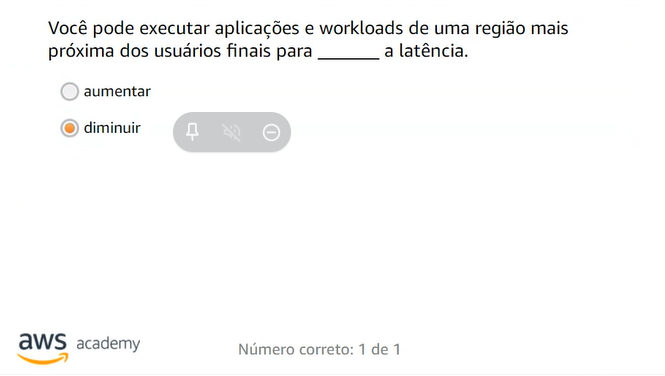 Você pode executar aplicações e workloads de uma região mais
próxima dos usuários finais para _______ a latência.
aumentar
diminuir
aws academy
Número correto: 1 de 1